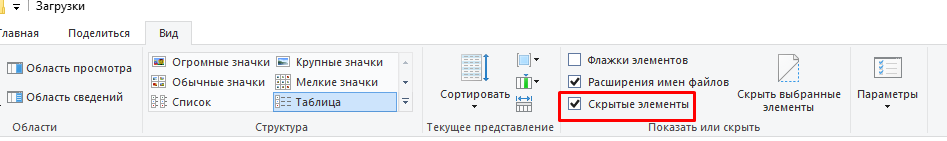 Загрузки
Главная Поделиться Вид
Область просмотра
Область сведений
Области
Огромные значки Крупные значки
Обычные значки Мелкие значки
Список Таблица
Структура
Сортировать
Текущее представление
Флажки элементов
Расширения имен файлов
Скрытые элементы
Скрыть выбранные
элементы
Показать или скрыть
Параметры